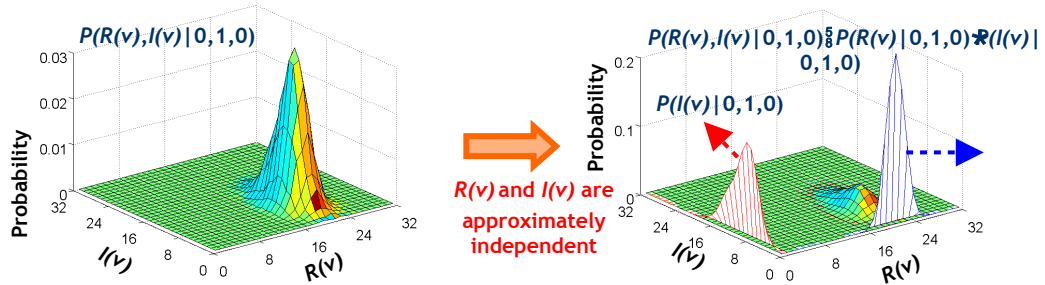 P(R(v),I(v)|0,1,0)
0.03
0.02
0.01
0
Probability
32
24
16
8
0
I(v)
0
8
16
24
32
R(v)
R(v) and I(v) are
approximately
independent
P(R(v),I(v)|0,1,0) P(R(v)|0,1,0) P(I(v)|
0,1,0)
P(I(v)|0,1,0)
0.2
0.1
0
Probability
32
24
16
8
0
I(v)
0
8
16
24
32
R(v)